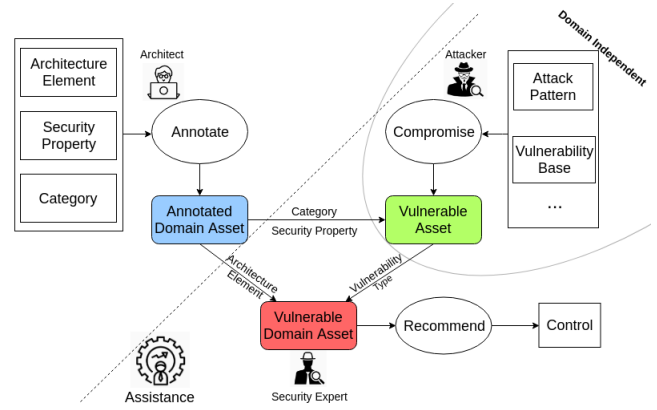 Domain Independent
Architect
Attacker
Architecture
Element
Security
Property
Category
Annotate
Compromise
Attack
Pattern
Vulnerability
Base
...
Annotated
Domain Asset
Category
Security Property
Vulnerable
Asset
Architecture
Element
Vulnerability
Type
Vulnerable
Domain Asset
Recommend
Control
Security Expert
Assistance